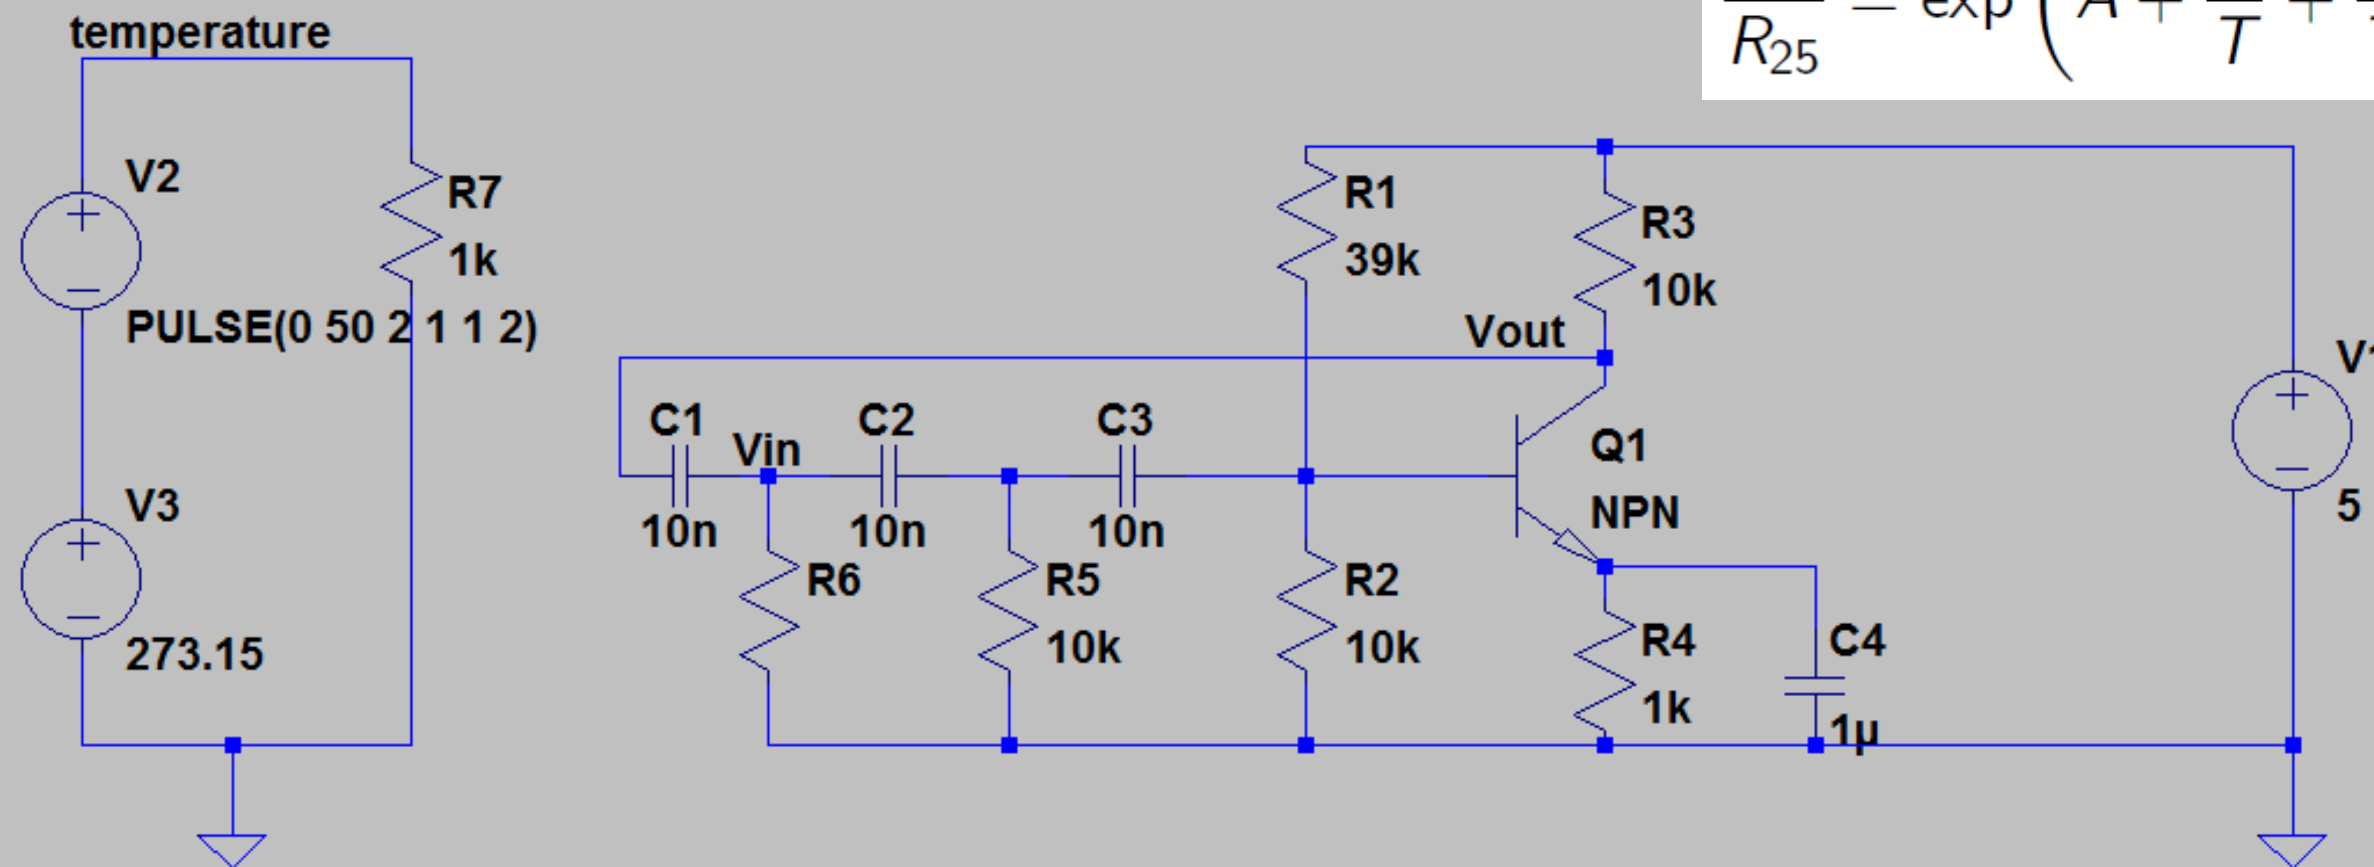 temperature
R25 = exp ( A + T +
V2
R7
1k
PULSE(0 50 2 1 1 2)
V3
273.15
R1
39k
R3
10k
Vout
C1
10n
Vin
C2
10n
C3
10n
Q1
NPN
R6
R5
10k
R2
10k
R4
1k
C4
1µ
5